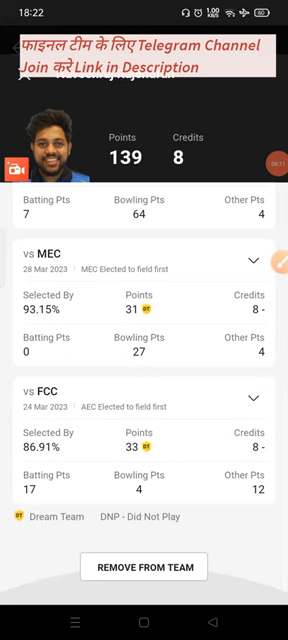 18:22
1.00 KB/S
60
फाइनल टीम के लिए Telegram Channel
Join करे Link in Description
Points Credits
139 8
Batting Pts Bowling Pts Other Pts
7 64 4
vs MEC
28 Mar 2023 | MEC Elected to field first
Selected By Points Credits
93.15% 31 DT 8 -
Batting Pts Bowling Pts Other Pts
0 27 4
vs FCC
24 Mar 2023 | AEC Elected to field first
Selected By Points Credits
86.91% 33 DT 8 -
Batting Pts Bowling Pts Other Pts
17 4 12
DT Dream Team DNP - Did Not Play
REMOVE FROM TEAM